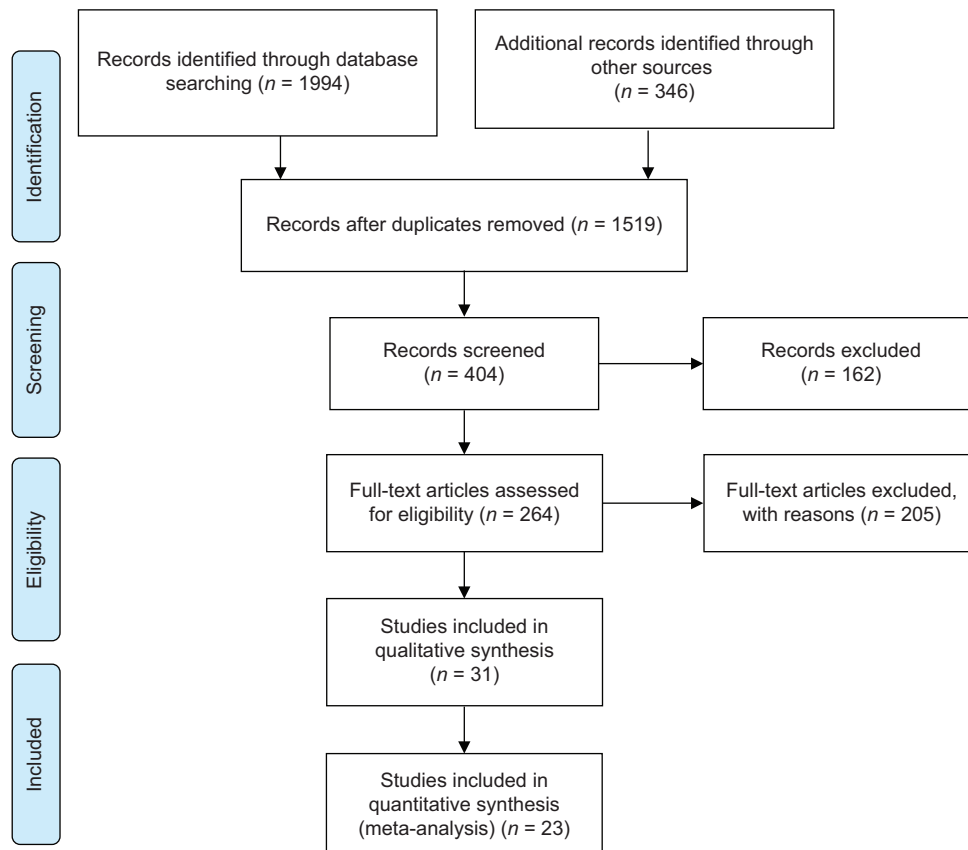 Identification
Records identified through database
searching (n = 1994)
Additional records identified through
other sources
(n = 346)
Records after duplicates removed (n = 1519)
Screening
Records screened
(n = 404)
Records excluded
(n = 162)
Eligibility
Full-text articles assessed
for eligibility (n = 264)
Full-text articles excluded,
with reasons (n = 205)
Studies included in
qualitative synthesis
(n = 31)
Included
Studies included in
quantitative synthesis
(meta-analysis) (n = 23)